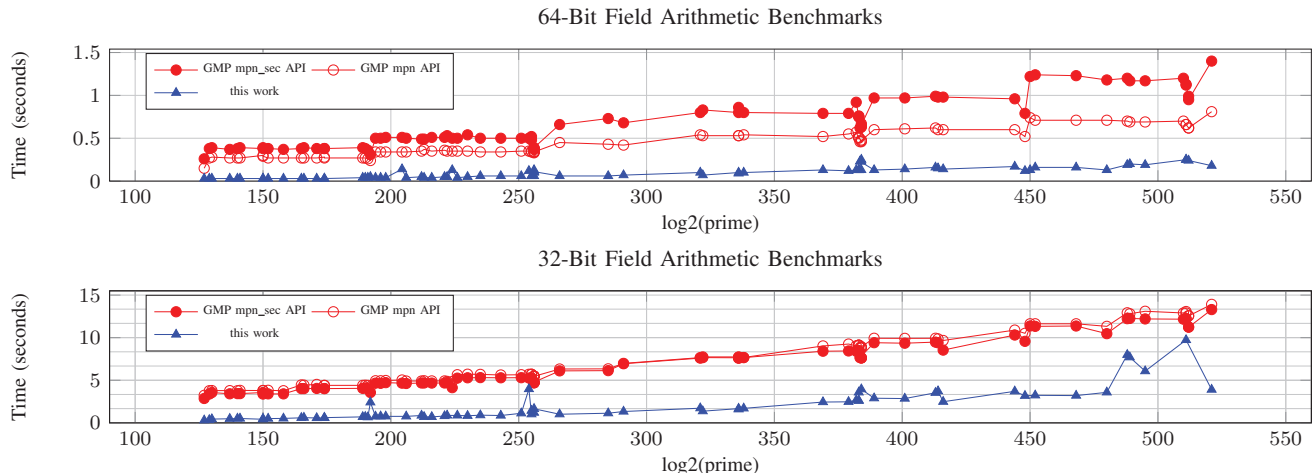 64-Bit Field Arithmetic Benchmarks
1.5
1
0.5
0
Time (seconds)
GMP mpn_sec API GMP mpn API
this work
100 150 200 250 300 350 400 450 500 550
log2(prime)
32-Bit Field Arithmetic Benchmarks
15
10
5
0
Time (seconds)
GMP mpn_sec API GMP mpn API
this work
100 150 200 250 300 350 400 450 500 550
log2(prime)